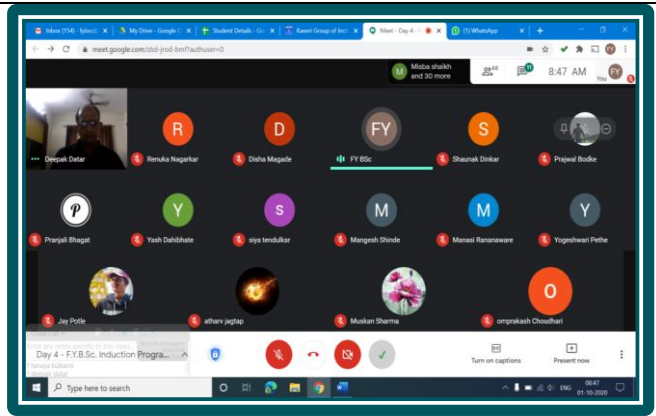 Inbox (754) - fybsc@
My Drive - Google
Student Details - Go
Kaveri Group of Inst
Meet - Day 4 - F
(1) WhatsApp
meet.google.com/zbd-jrod-bmf?authuser=0
Misba shaikh
and 30 more
8:47 AM
You
FY
R
D
FY
S
Deepak Datar
Renuka Nagarkar
Disha Magade
FY BSc
Shaunak Dinkar
Prajwal Bodke
P
Y
s
M
M
Y
Pranjali Bhagat
Yash Dahibhate
siya tendulkar
Mangesh Shinde
Manasi Rananaware
Yogeshwari Pethe
O
Jay Potle
atharv jagtap
Muskan Sharma
omprakash Choudhari
Day 4 - F.Y.B.Sc. Induction Progra...
Turn on captions
Present now
Type here to search
ENG
08:47
01-10-2020